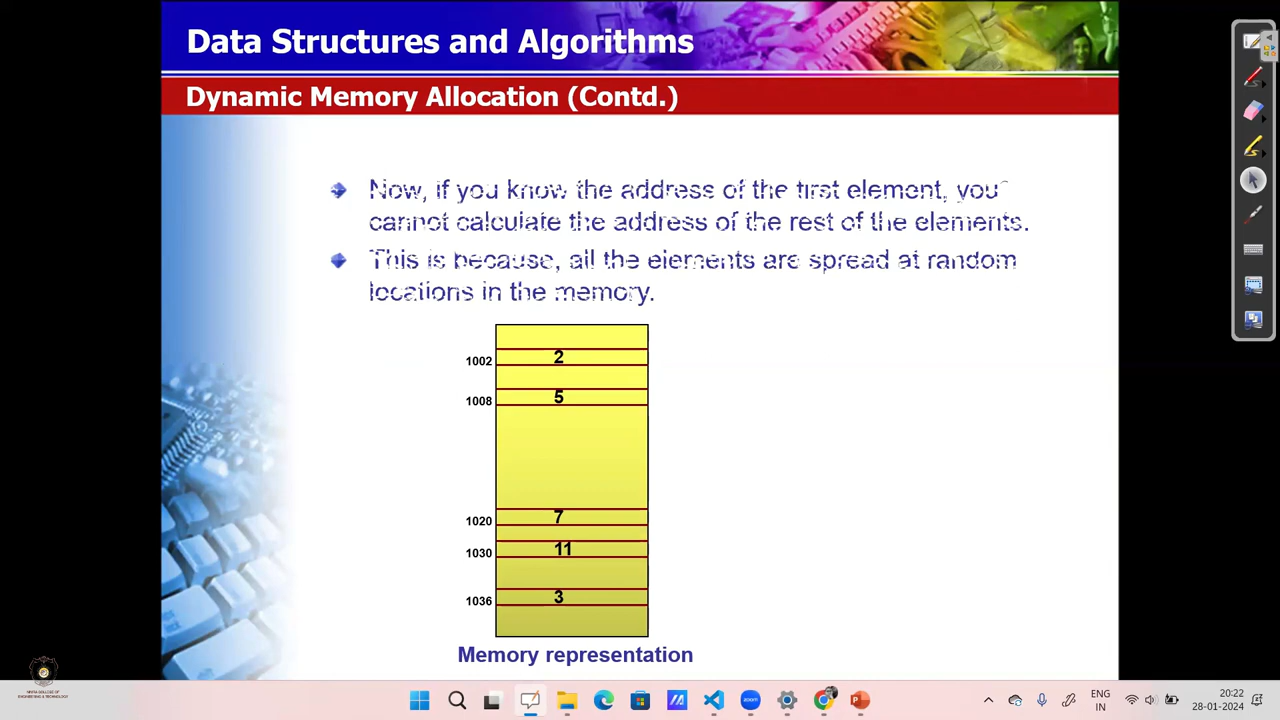 Data Structures and Algorithms
Dynamic Memory Allocation (Contd.)
Now, if you know the address of the first element, you
cannot calculate the address of the rest of the elements.
This is because, all the elements are spread at random
locations in the memory.
1002 2
1008 5
1020 7
1030 11
1036 3
Memory representation
ENG
IN
20:22
28-01-2024